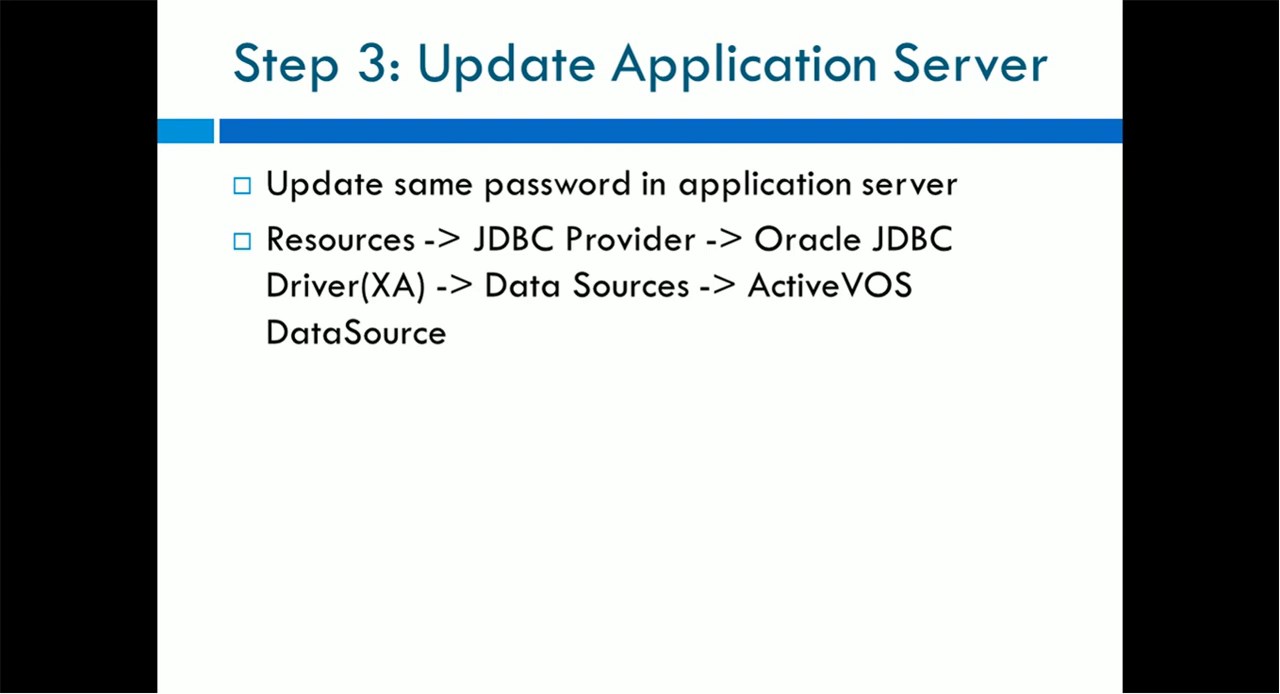 Step 3: Update Application Server
Update same password in application server
Resources -> JDBC Provider -> Oracle JDBC
Driver(XA) -> Data Sources -> ActiveVOS
DataSource